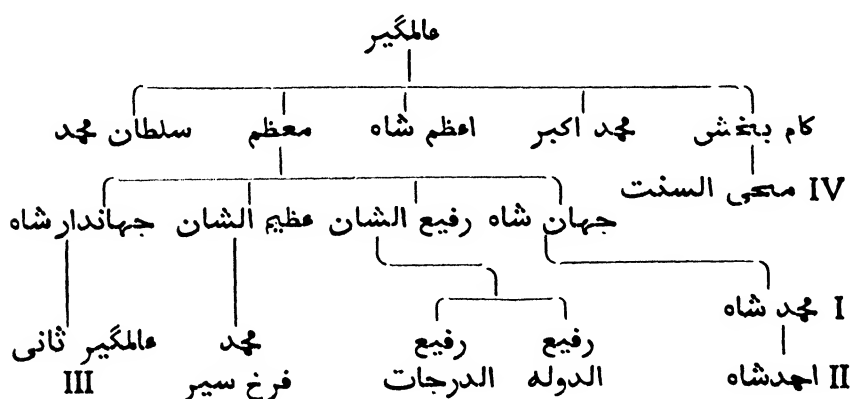 عالمگیر
کام بخش محمد اکبر اعظم شاه معظم سلطان محمد
IV محی السنت
جهان شاه رفیع الشان عظیم الشان جهاندار شاه
I محمد شاه
رفیع رفیع محمد عالمگیر ثانی
II احمدشاه الدوله الدرجات فرخ سیر III